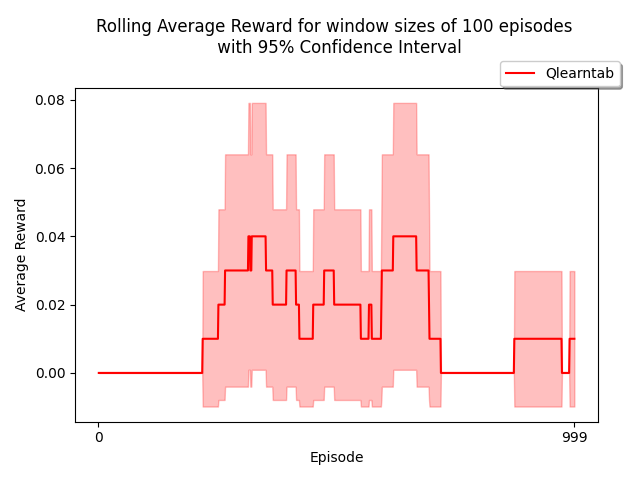 Rolling Average Reward for window sizes of 100 episodes
with 95% Confidence Interval
Qlearntab
0.08
0.06
0.04
0.02
0.00
Average Reward
0
999
Episode